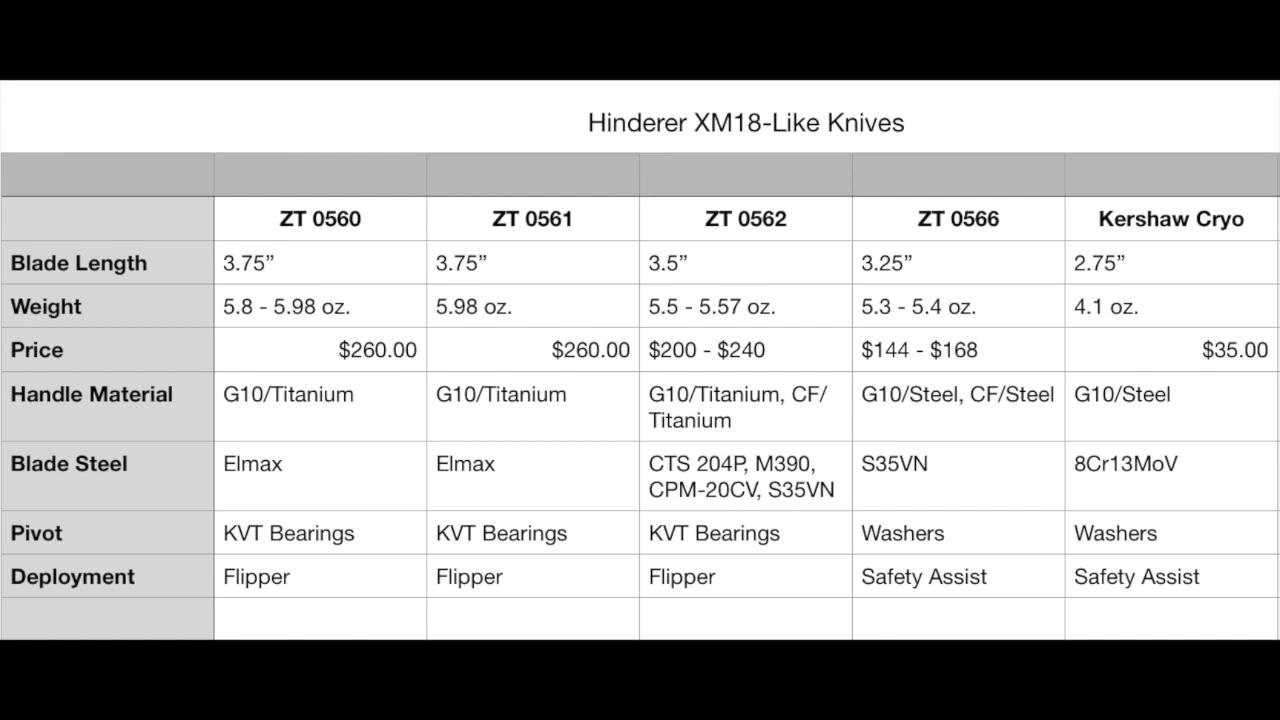 Hinderer XM18-Like Knives
ZT 0560 ZT 0561 ZT 0562 ZT 0566 Kershaw Cryo
Blade Length 3.75” 3.75” 3.5” 3.25” 2.75”
Weight 5.8 - 5.98 oz. 5.98 oz. 5.5 - 5.57 oz. 5.3 - 5.4 oz. 4.1 oz.
Price $260.00 $260.00 $200 - $240 $144 - $168 $35.00
Handle Material G10/Titanium G10/Titanium G10/Titanium, CF/ G10/Steel, CF/Steel G10/Steel
Titanium
Blade Steel Elmax Elmax CTS 204P, M390, S35VN 8Cr13MoV
CPM-20CV, S35VN
Pivot KVT Bearings KVT Bearings KVT Bearings Washers Washers
Deployment Flipper Flipper Flipper Safety Assist Safety Assist